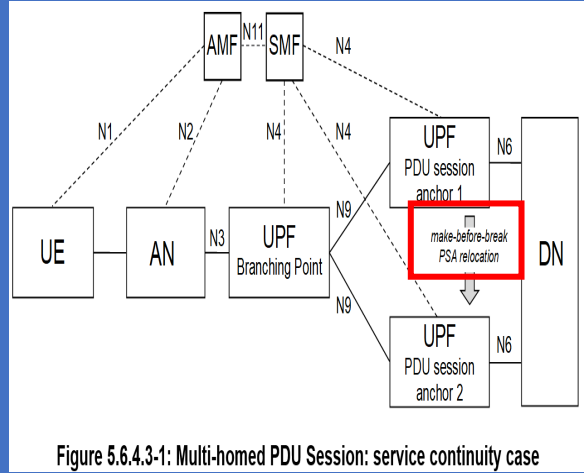 AMF
N11
SMF
N4
N1
N2
N4
N4
UPF
PDU session
anchor 1
N6
UE
AN
N3
UPF
Branching Point
N9
make-before-break
PSA relocation
DN
N9
UPF
PDU session
anchor 2
N6
Figure 5.6.4.3-1: Multi-homed PDU Session: service continuity case